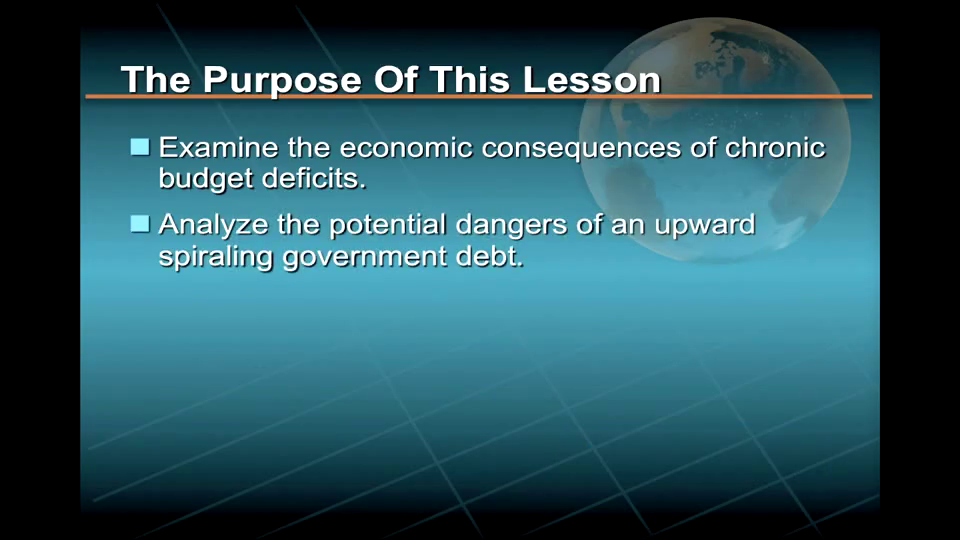 The Purpose Of This Lesson
Examine the economic consequences of chronic
budget deficits.
Analyze the potential dangers of an upward
spiraling government debt.